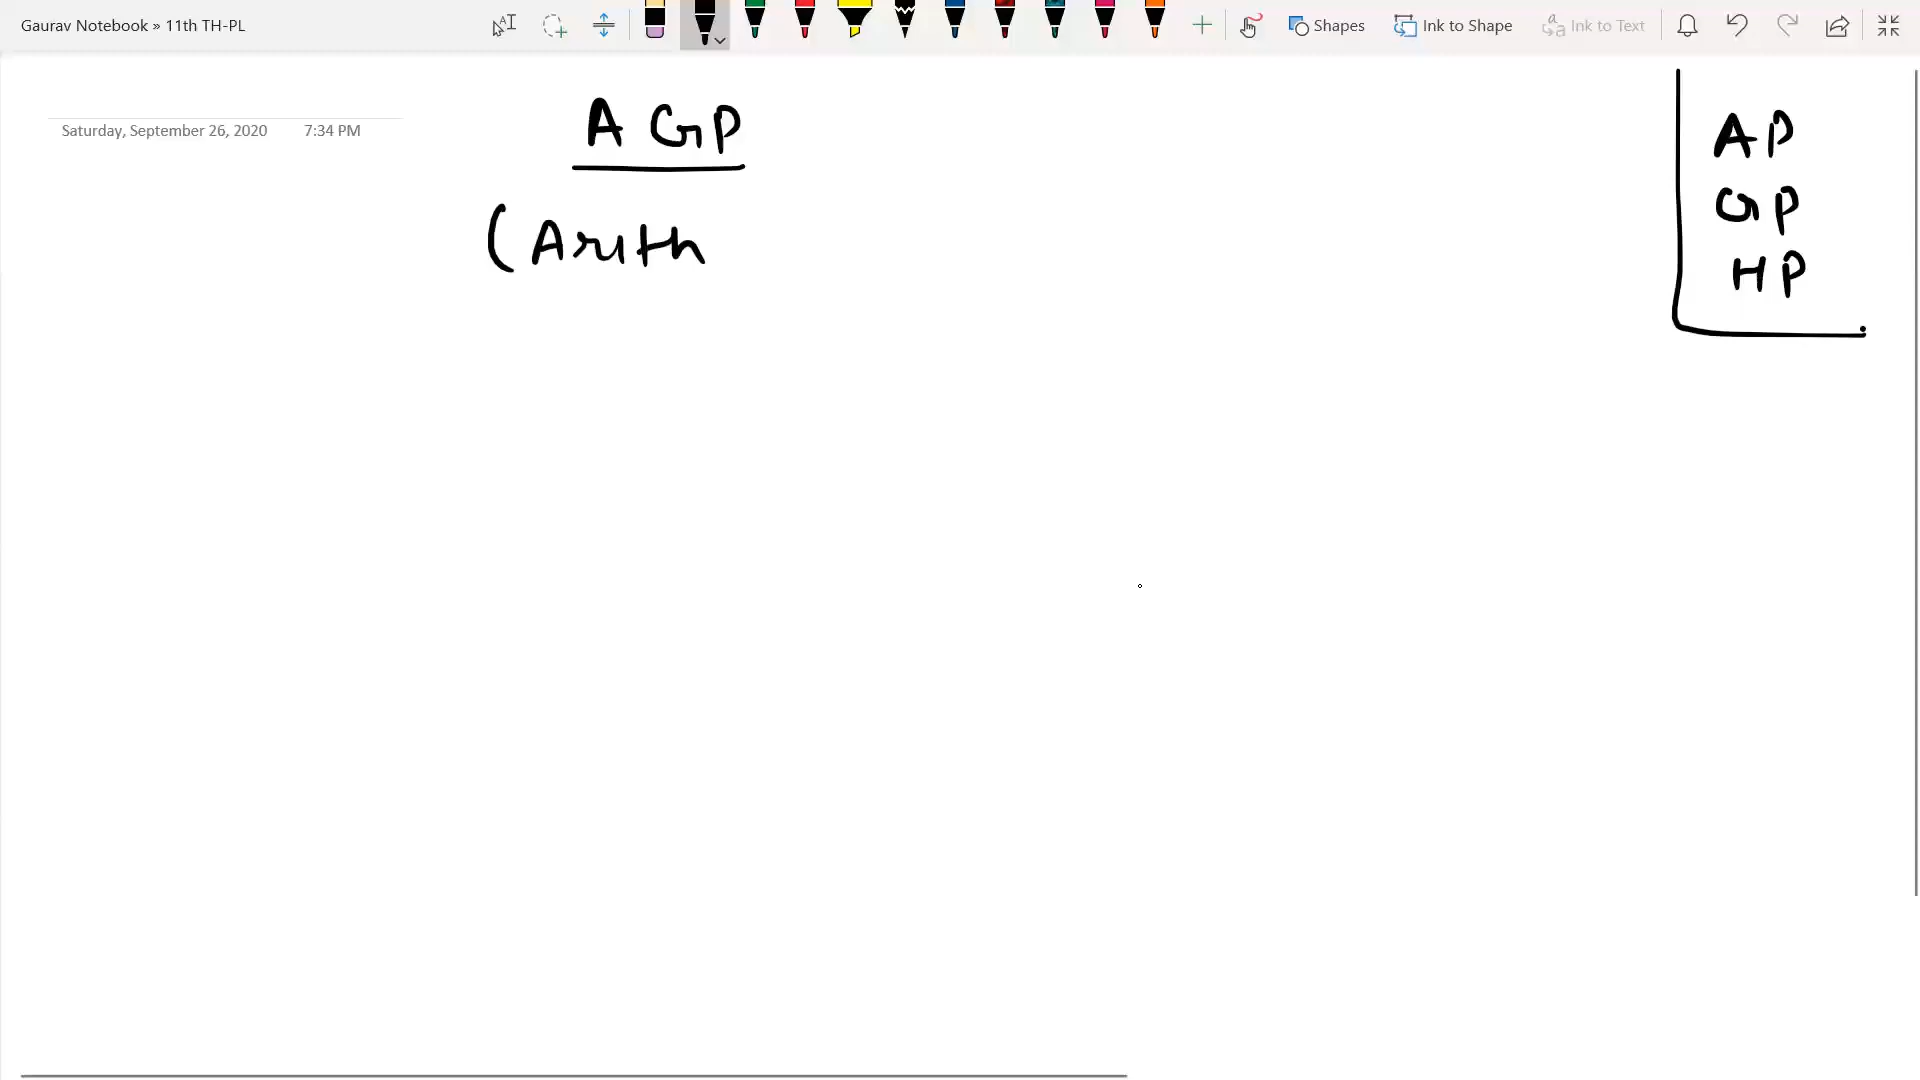 Gaurav Notebook » 11th TH-PL
Shapes
Ink to Shape
Ink to Text
Saturday, September 26, 2020 7:34 PM
A GP
(Arith
AP
GP
HP